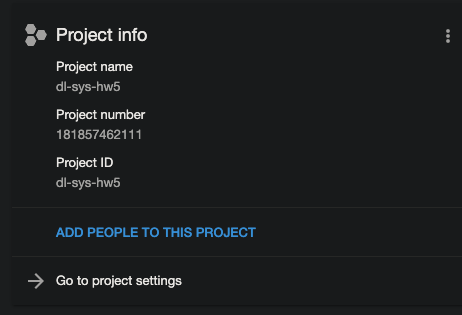 Project info
Project name
dl-sys-hw5
Project number
181857462111
Project ID
dl-sys-hw5
ADD PEOPLE TO THIS PROJECT
Go to project settings